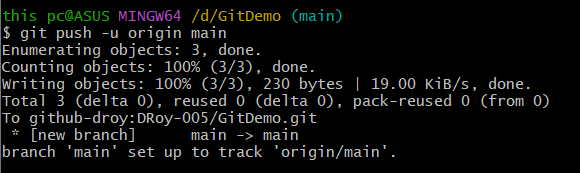 this pc@ASUS MINGW64 /d/GitDemo (main)
$ git push -u origin main
Enumerating objects: 3, done.
Counting objects: 100% (3/3), done.
Writing objects: 100% (3/3), 230 bytes | 19.00 KiB/s, done.
Total 3 (delta 0), reused 0 (delta 0), pack-reused 0 (from 0)
To github-droy:DRoy-005/GitDemo.git
 * [new branch]      main -> main
branch 'main' set up to track 'origin/main'.